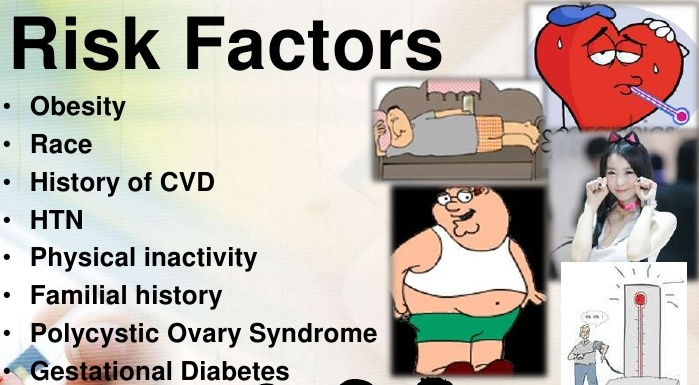 Risk Factors
• Obesity
• Race
• History of CVD
• HTN
• Physical inactivity
• Familial history
• Polycystic Ovary Syndrome
• Gestational Diabetes